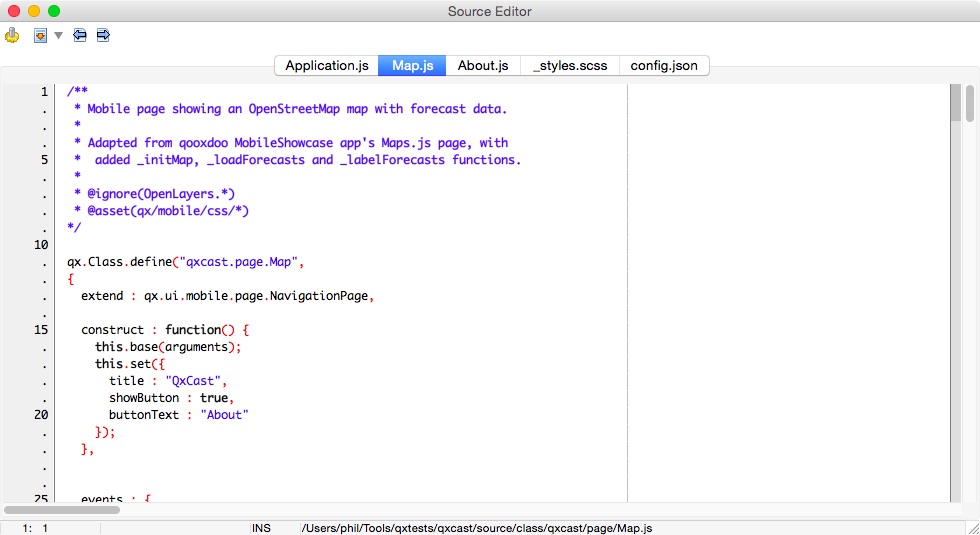 Source Editor
Application.js Map.js About.js _styles.scss config.json
1 /**
. * Mobile page showing an OpenStreetMap map with forecast data.
. *
. * Adapted from qooxdoo MobileShowcase app's Maps.js page, with
5 *  added _initMap, _loadForecasts and _labelForecasts functions.
. *
. * @ignore(OpenLayers.*)
. * @asset(qx/mobile/css/*)
. */
10
. qx.Class.define("qxcast.page.Map",
. {
. extend : qx.ui.mobile.page.NavigationPage,
.
15 construct : function() {
. this.base(arguments);
. this.set({
. title : "QxCast",
. showButton : true,
20 buttonText : "About"
. });
. },
.
.
25 events : {
1: 1 INS /Users/phil/Tools/qxtests/qxcast/source/class/qxcast/page/Map.js